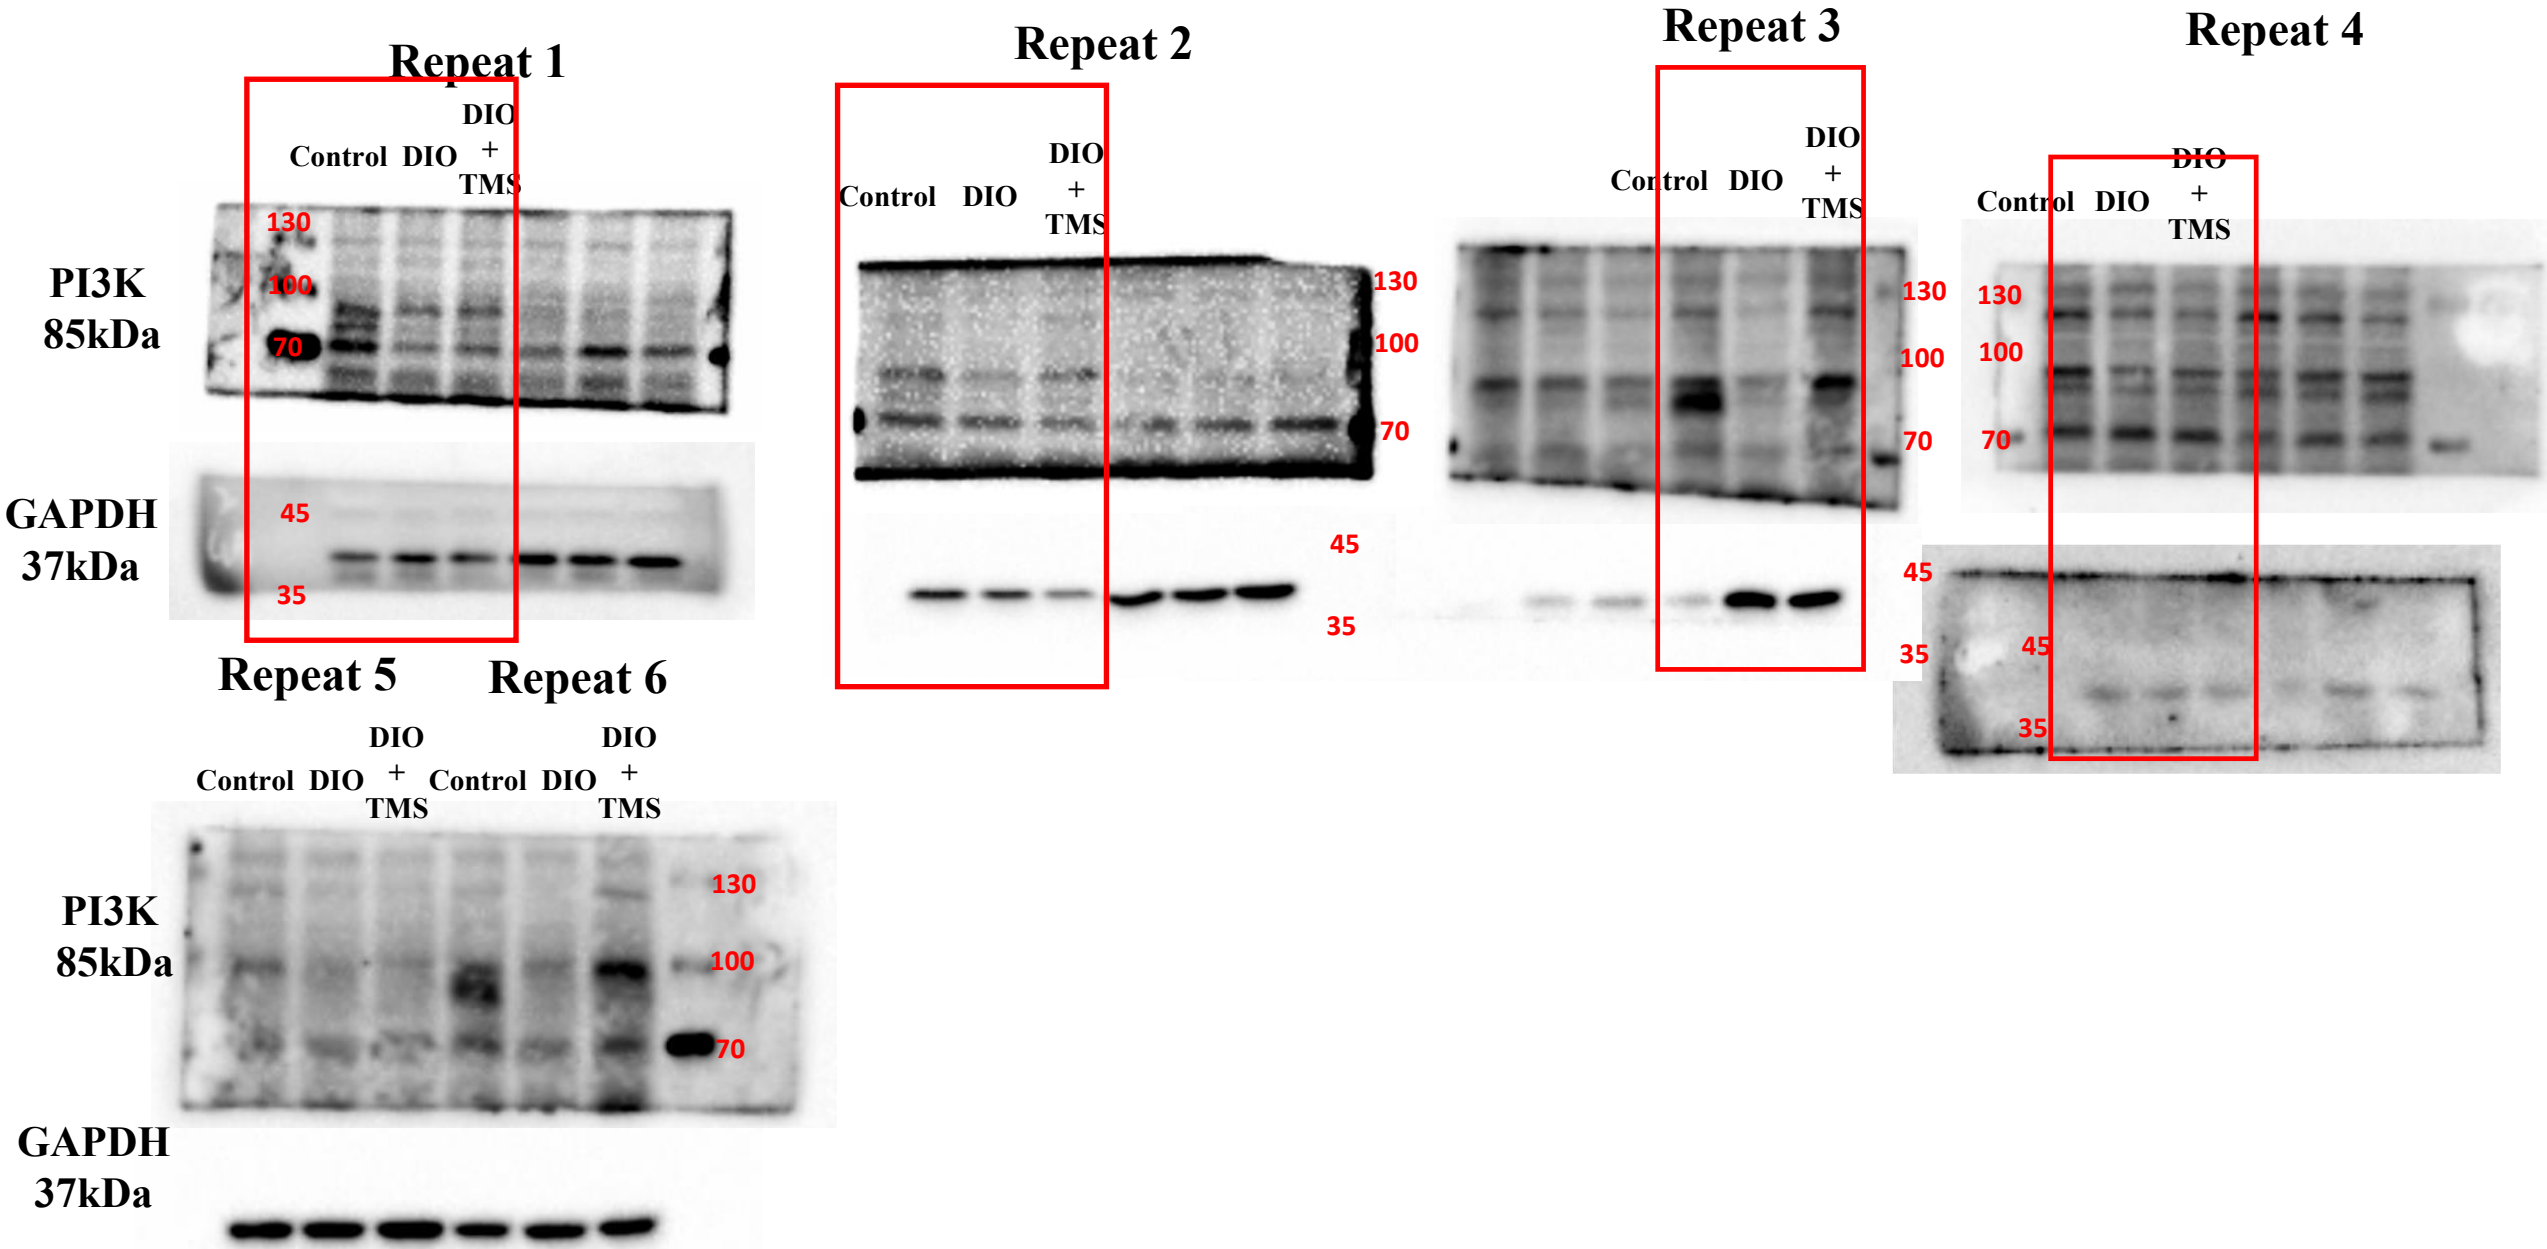 Repeat 1
Repeat 2
Repeat 3
Repeat 4
Control DIO
DIO
+
TMS
Control DIO
DIO
+
TMS
Control DIO
DIO
+
TMS
Control DIO
DIO
+
TMS
PI3K
85kDa
130
100
70
130
100
70
130
100
70
130
100
70
GAPDH
37kDa
45
35
45
35
45
35
45
35
Repeat 5
Repeat 6
Control DIO
DIO
+
TMS
Control DIO
DIO
+
TMS
PI3K
85kDa
130
100
70
GAPDH
37kDa